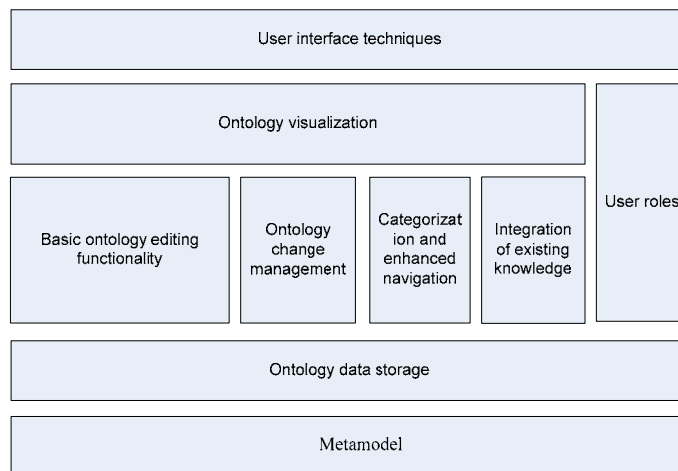 User interface techniques
Ontology visualization
User roles
Basic ontology editing
functionality
Ontology
change
management
Categorizat
ion and
enhanced
navigation
Integration
of existing
knowledge
Ontology data storage
Metamodel